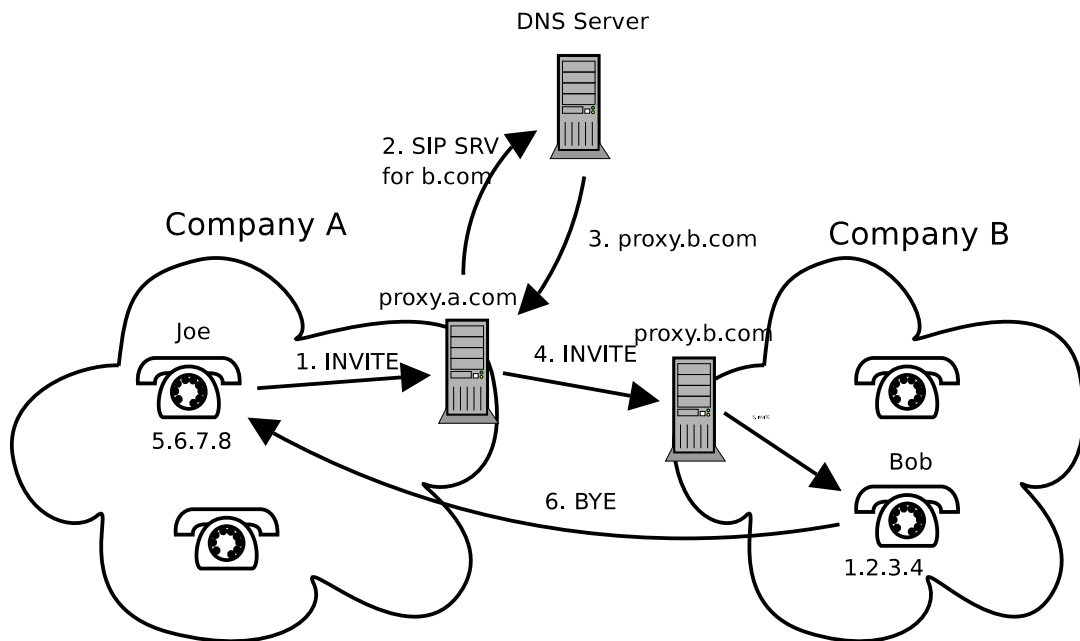 DNS Server
2. SIP SRV
for b.com
Company A
3. proxy.b.com
Company B
proxy.a.com
Joe
proxy.b.com
1. INVITE
4. INVITE
5.6.7.8
Bob
6. BYE
1.2.3.4